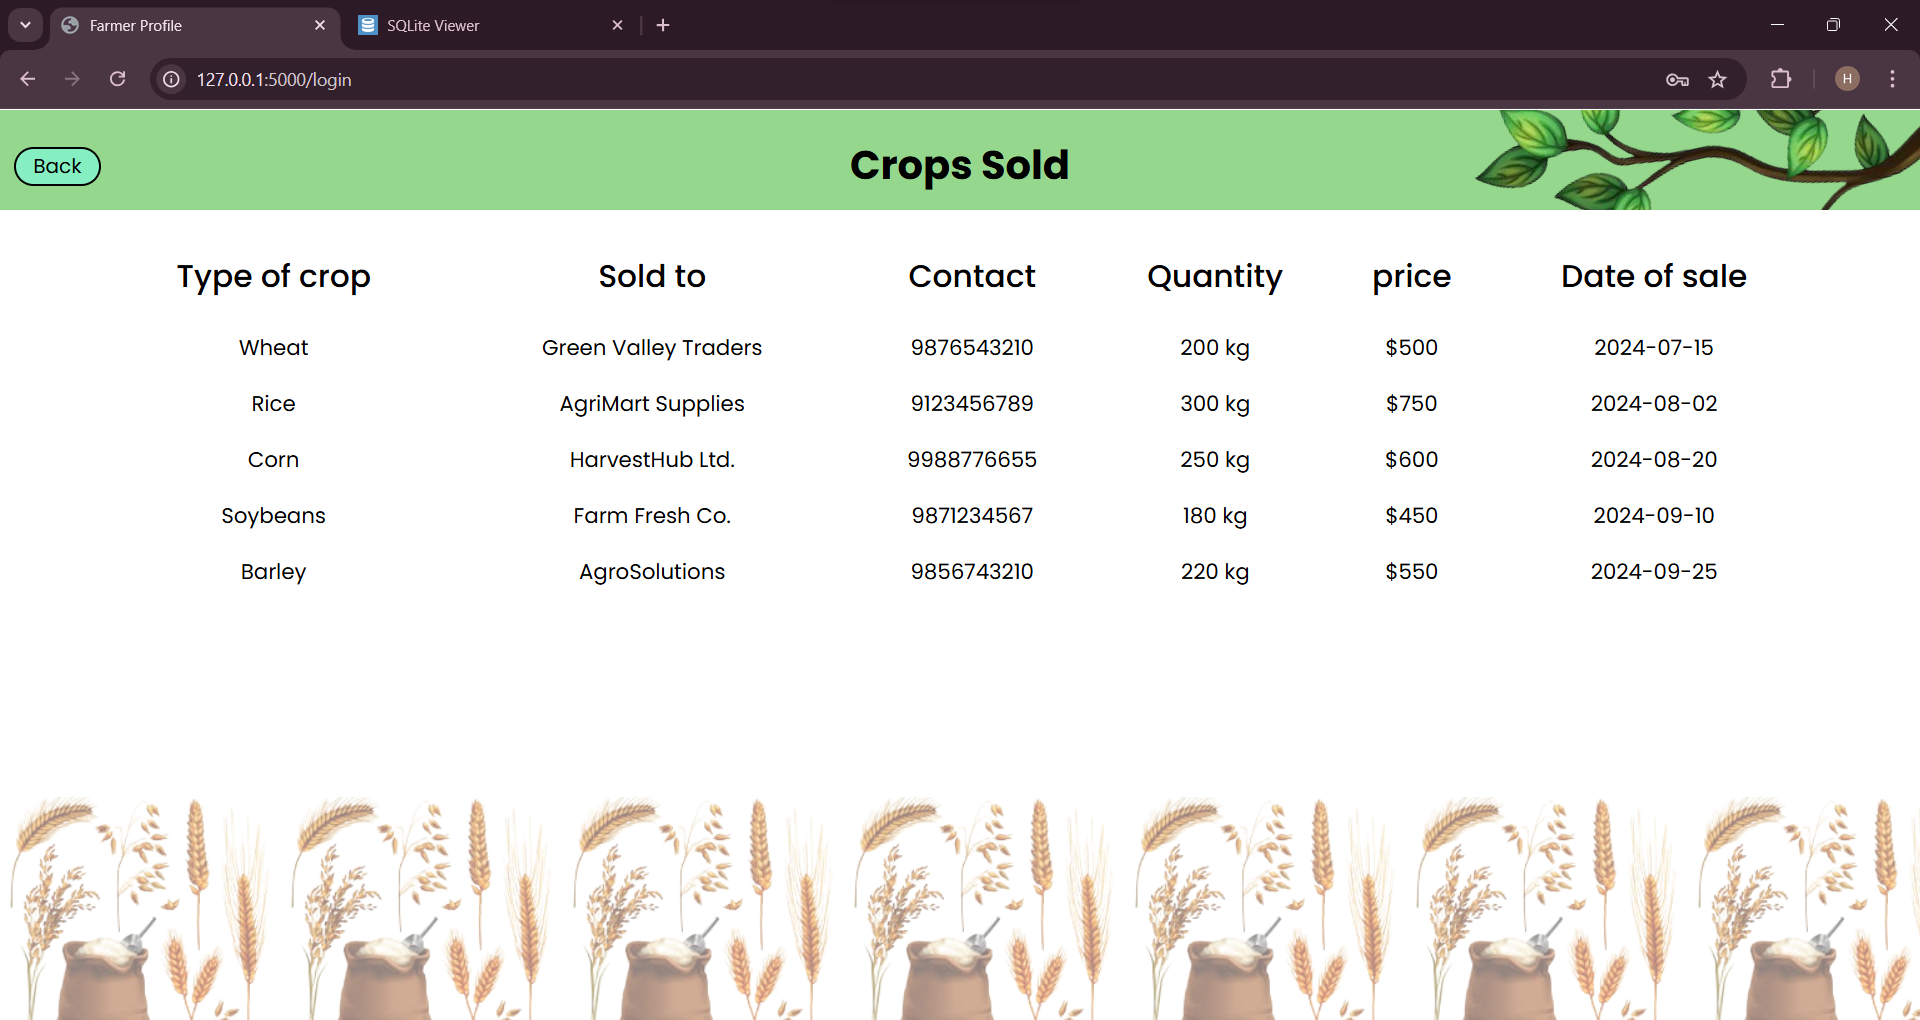 Farmer Profile
SQLite Viewer
127.0.0.1:5000/login
H
Back
Crops Sold
Type of crop Sold to Contact Quantity price Date of sale
Wheat Green Valley Traders 9876543210 200 kg $500 2024-07-15
Rice AgriMart Supplies 9123456789 300 kg $750 2024-08-02
Corn HarvestHub Ltd. 9988776655 250 kg $600 2024-08-20
Soybeans Farm Fresh Co. 9871234567 180 kg $450 2024-09-10
Barley AgroSolutions 9856743210 220 kg $550 2024-09-25